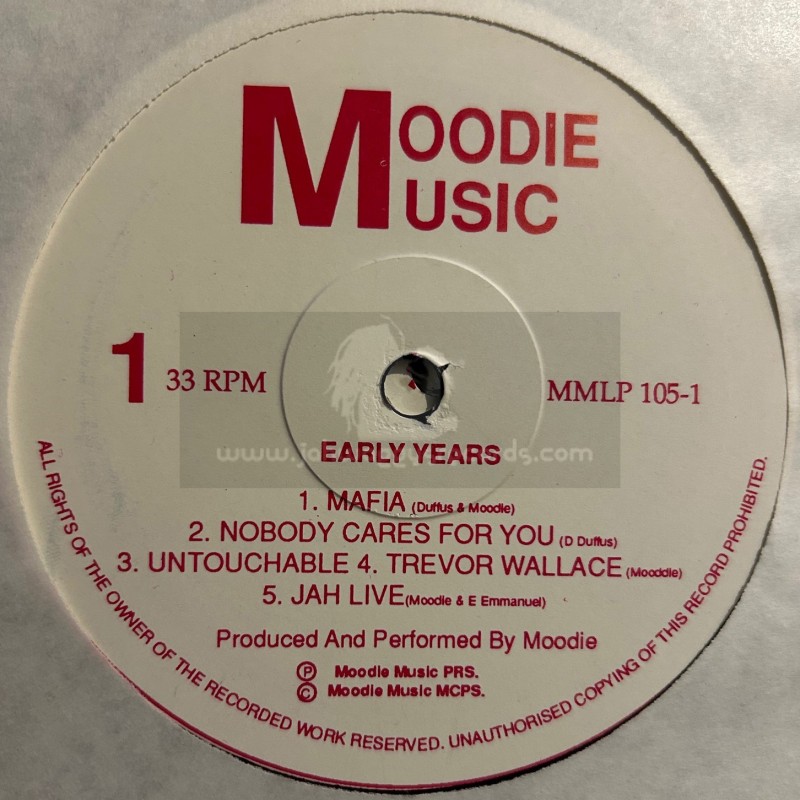 MOODIE
MUSIC
1 33 RPM
MMLP 105-1
EARLY YEARS
1. MAFIA (Duffus & Moodie)
2. NOBODY CARES FOR YOU (D Duffus)
3. UNTOUCHABLE 4. TREVOR WALLACE (Mooddie)
5. JAH LIVE (Moodie & E Emmanuel)
Produced And Performed By Moodie
Ⓟ Moodie Music PRS.
© Moodie Music MCPS.
ALL RIGHTS OF THE OWNER OF THE RECORDED WORK RESERVED. UNAUTHORISED COPYING OF THIS RECORD PROHIBITED.